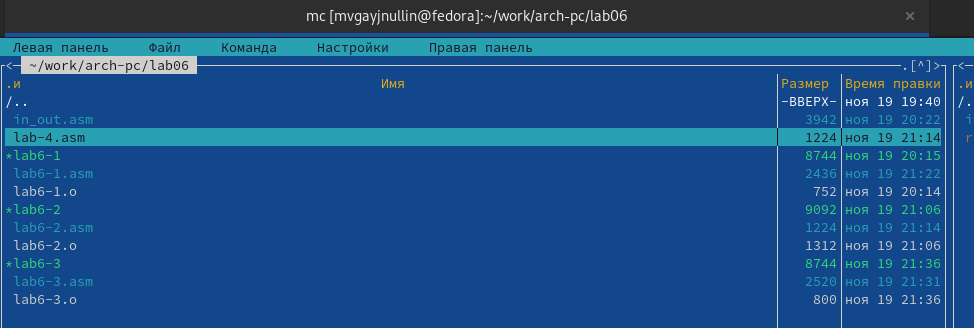 mc [mvgayjnullin@fedora]:~/work/arch-pc/lab06 ×
Левая панель Файл Команда Настройки Правая панель
<— ~/work/arch-pc/lab06 .[^]> <—
.и Имя Размер Время правки .и
/.. -ВВЕРХ- ноя 19 19:40 /.
in_out.asm 3942 ноя 19 20:22 i
lab-4.asm 1224 ноя 19 21:14 r
*lab6-1 8744 ноя 19 20:15
lab6-1.asm 2436 ноя 19 21:22
lab6-1.o 752 ноя 19 20:14
*lab6-2 9092 ноя 19 21:06
lab6-2.asm 1224 ноя 19 21:14
lab6-2.o 1312 ноя 19 21:06
*lab6-3 8744 ноя 19 21:36
lab6-3.asm 2520 ноя 19 21:31
lab6-3.o 800 ноя 19 21:36